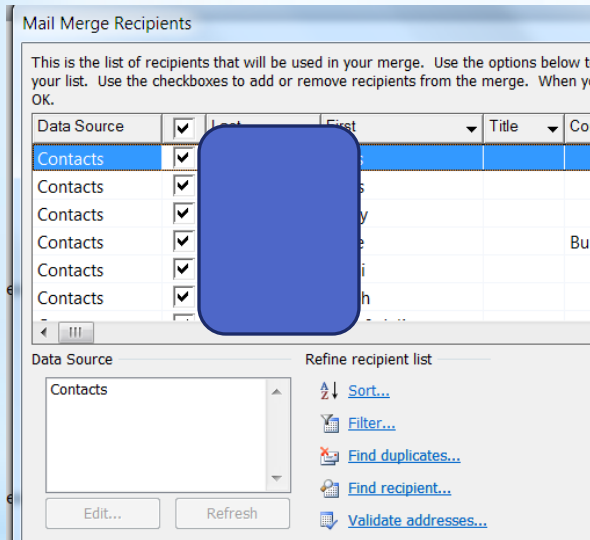 Mail Merge Recipients
This is the list of recipients that will be used in your merge. Use the options below t
your list. Use the checkboxes to add or remove recipients from the merge. When y
OK.
Data Source Last First Title Co
Contacts s
Contacts s
Contacts y
Contacts e Bu
Contacts i
Contacts h
Data Source Refine recipient list
Contacts
Sort...
Filter...
Find duplicates...
Find recipient...
Edit... Refresh
Validate addresses...